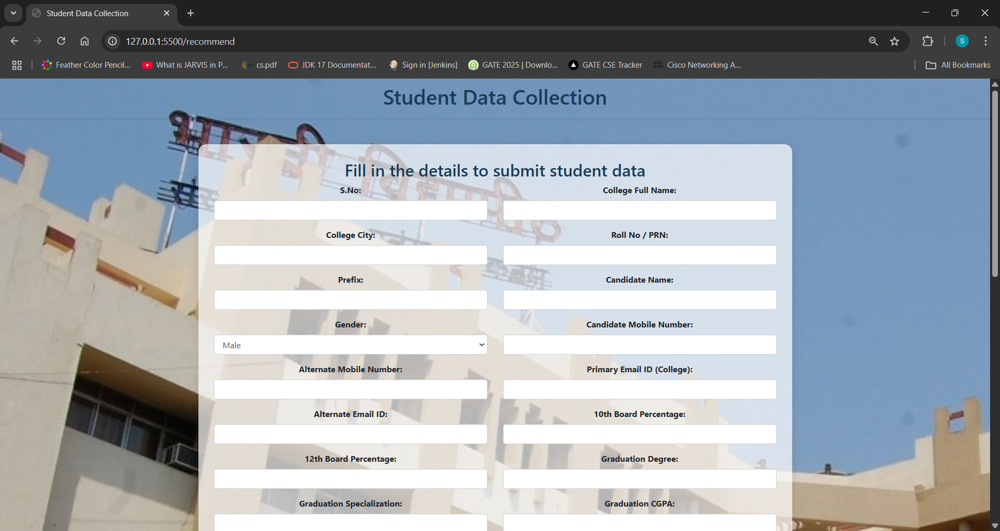 Student Data Collection
127.0.0.1:5500/recommend
S
Feather Color Pencil...
What is JARVIS in P...
cs.pdf
JDK 17 Documentat...
Sign in [Jenkins]
GATE 2025 | Downlo...
GATE CSE Tracker
Cisco Networking A...
All Bookmarks
Student Data Collection
Fill in the details to submit student data
S.No:
College Full Name:
College City:
Roll No / PRN:
Prefix:
Candidate Name:
Gender:
Candidate Mobile Number:
Male
Alternate Mobile Number:
Primary Email ID (College):
Alternate Email ID:
10th Board Percentage:
12th Board Percentage:
Graduation Degree:
Graduation Specialization:
Graduation CGPA: